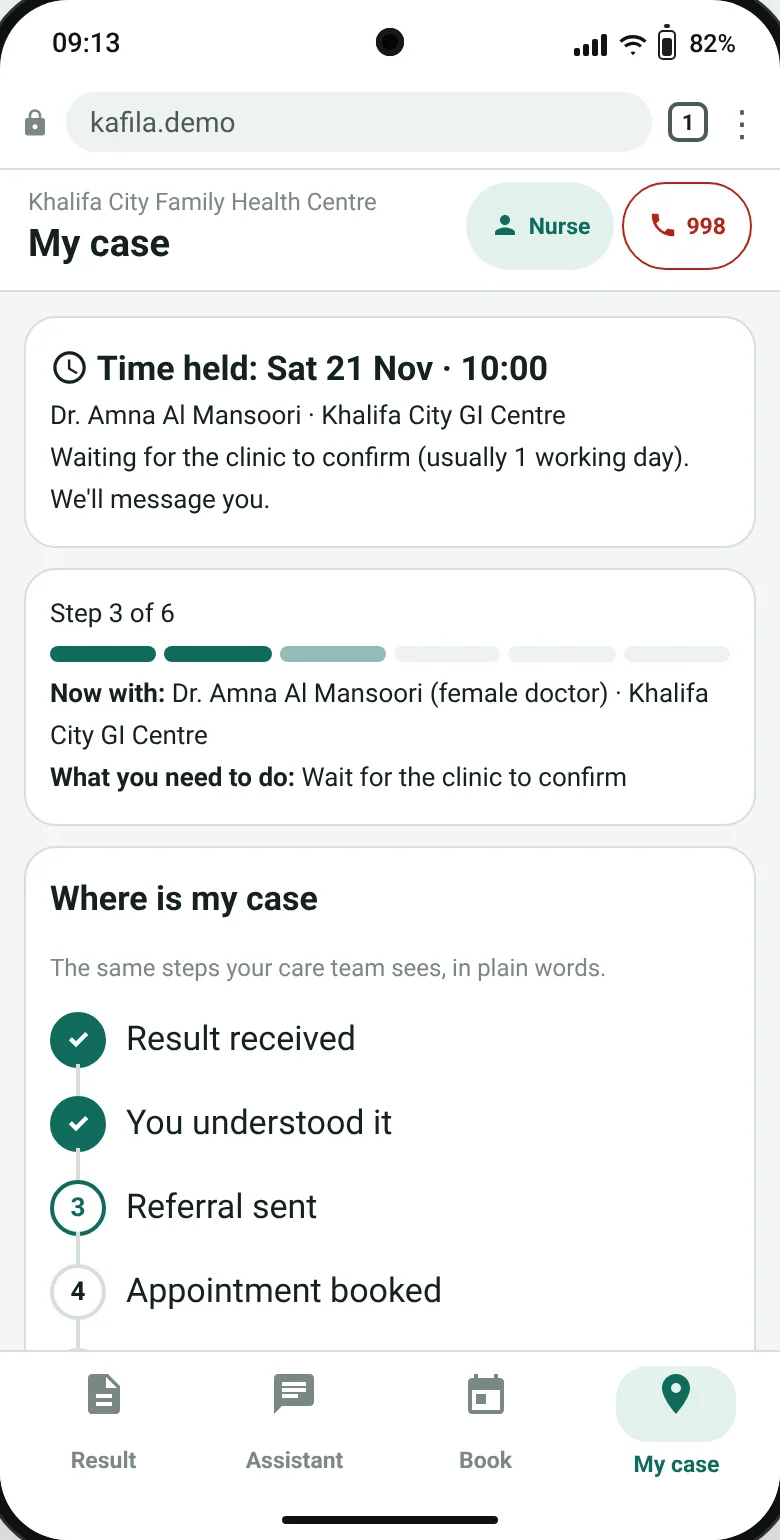 09:13
82%
kafila.demo
1
Khalifa City Family Health Centre
My case
Nurse
998
Time held: Sat 21 Nov · 10:00
Dr. Amna Al Mansoori · Khalifa City GI Centre
Waiting for the clinic to confirm (usually 1 working day).
We'll message you.
Step 3 of 6
Now with: Dr. Amna Al Mansoori (female doctor) · Khalifa
City GI Centre
What you need to do: Wait for the clinic to confirm
Where is my case
The same steps your care team sees, in plain words.
Result received
You understood it
3 Referral sent
4 Appointment booked
Result
Assistant
Book
My case